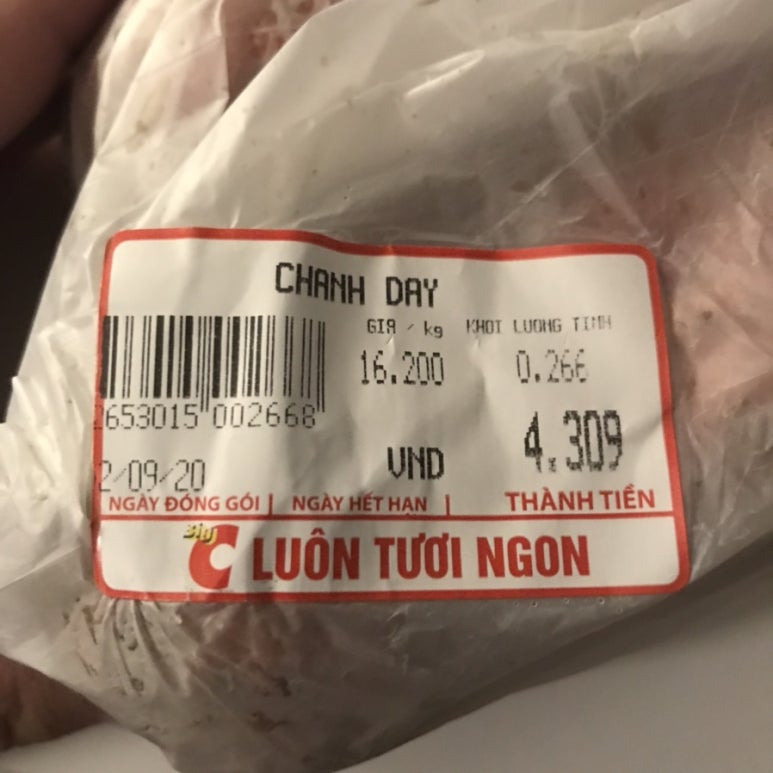 CHANH DAY
GIA / kg KHOI LUONG TINH
16.200 0.266
2653015 002668
4.309
2/09/20 VND
NGÀY ĐÓNG GÓI NGÀY HẾT HẠN THÀNH TIỀN
Big C LUÔN TƯƠI NGON